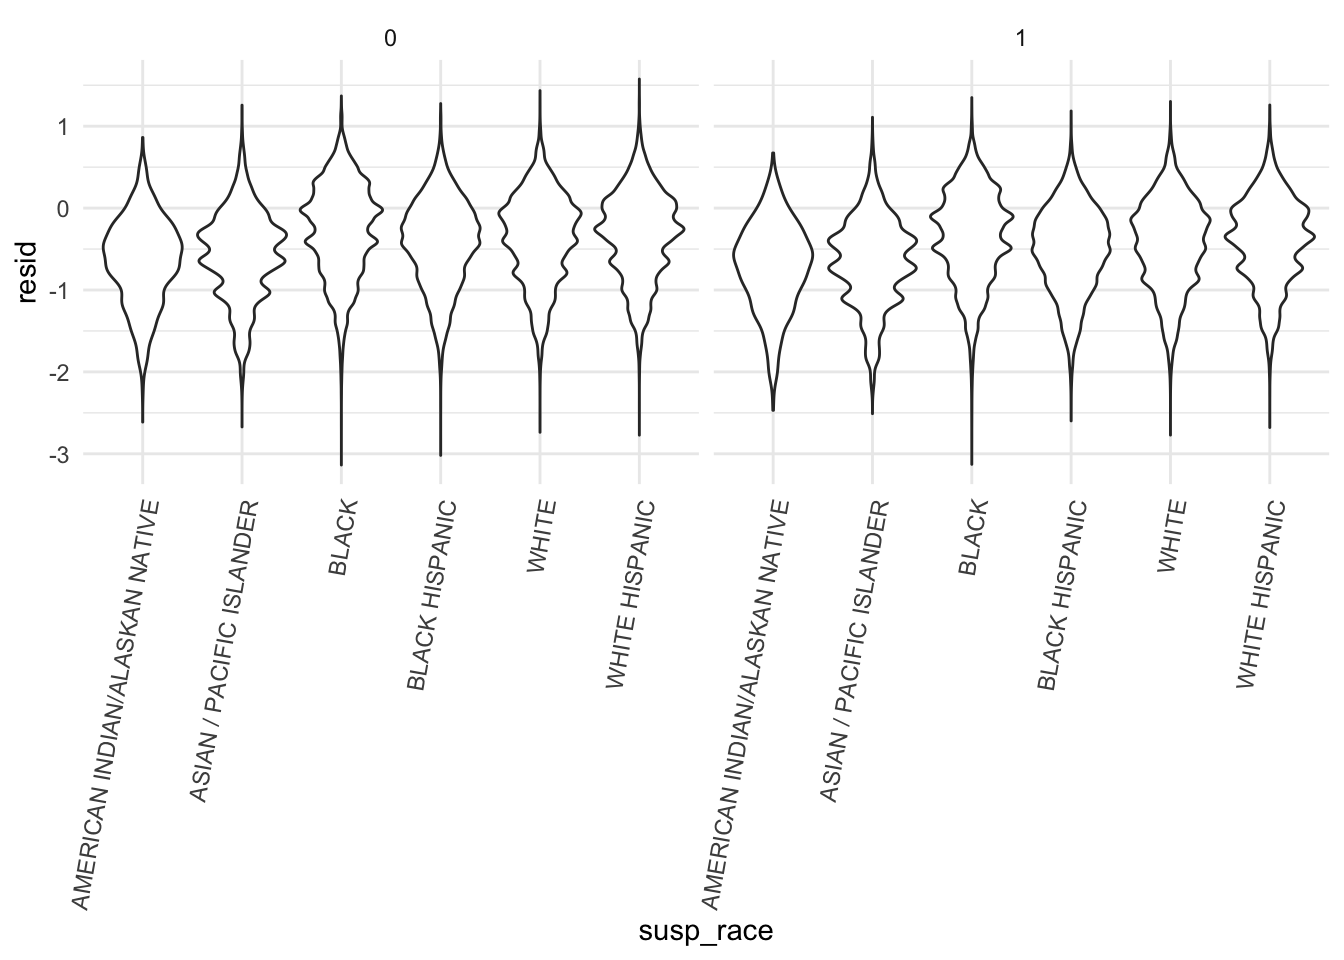 0
1
resid
1
0
-1
-2
-3
AMERICAN INDIAN/ALASKAN NATIVE
ASIAN / PACIFIC ISLANDER
BLACK
BLACK HISPANIC
WHITE
WHITE HISPANIC
AMERICAN INDIAN/ALASKAN NATIVE
ASIAN / PACIFIC ISLANDER
BLACK
BLACK HISPANIC
WHITE
WHITE HISPANIC
susp_race